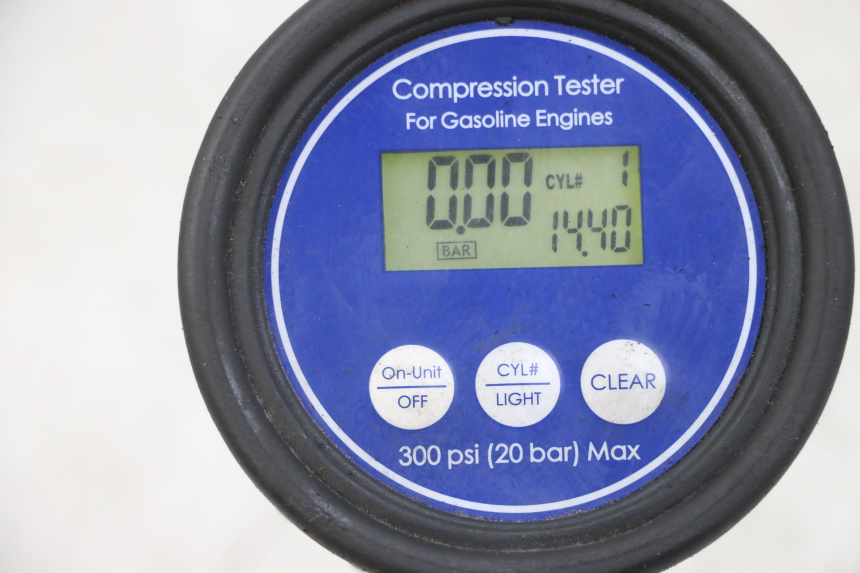 Compression Tester
For Gasoline Engines
0.00 CYL# 1
BAR 14.40
On-Unit
OFF
CYL#
LIGHT
CLEAR
300 psi (20 bar) Max